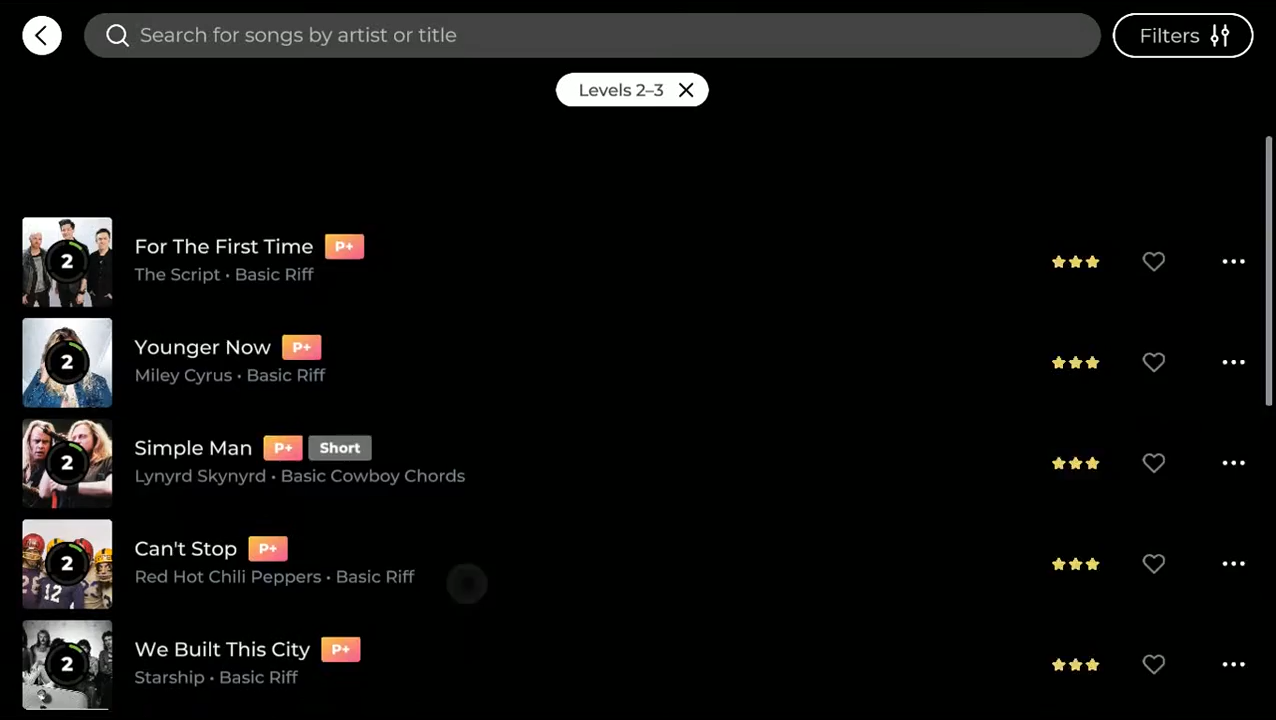 Search for songs by artist or title
Filters
Levels 2–3
2
For The First Time P+
The Script • Basic Riff
2
Younger Now P+
Miley Cyrus • Basic Riff
2
Simple Man P+ Short
Lynyrd Skynyrd • Basic Cowboy Chords
2
Can't Stop P+
Red Hot Chili Peppers • Basic Riff
2
We Built This City P+
Starship • Basic Riff